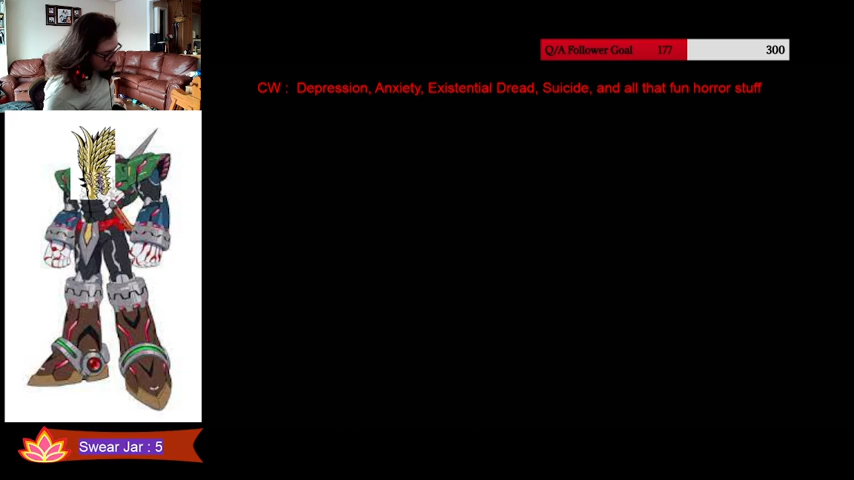 Q/A Follower Goal 177 300
CW : Depression, Anxiety, Existential Dread, Suicide, and all that fun horror stuff
Swear Jar : 5